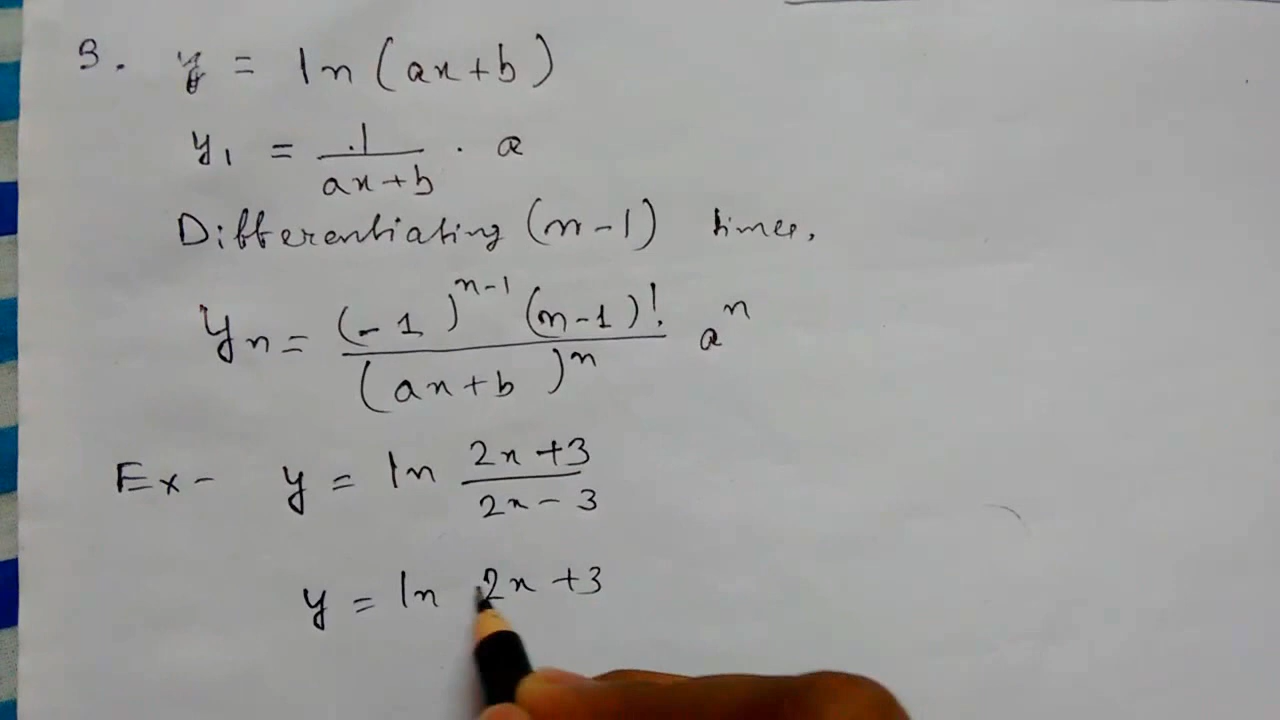 3. y = ln (ax+b)
y₁ = 1/(ax+b) · a
Differentiating (n-1) times,
yₙ = (-1)ⁿ⁻¹ (n-1)! / (ax+b)ⁿ aⁿ
Ex- y = ln (2x+3)/(2x-3)
y = ln 2x+3